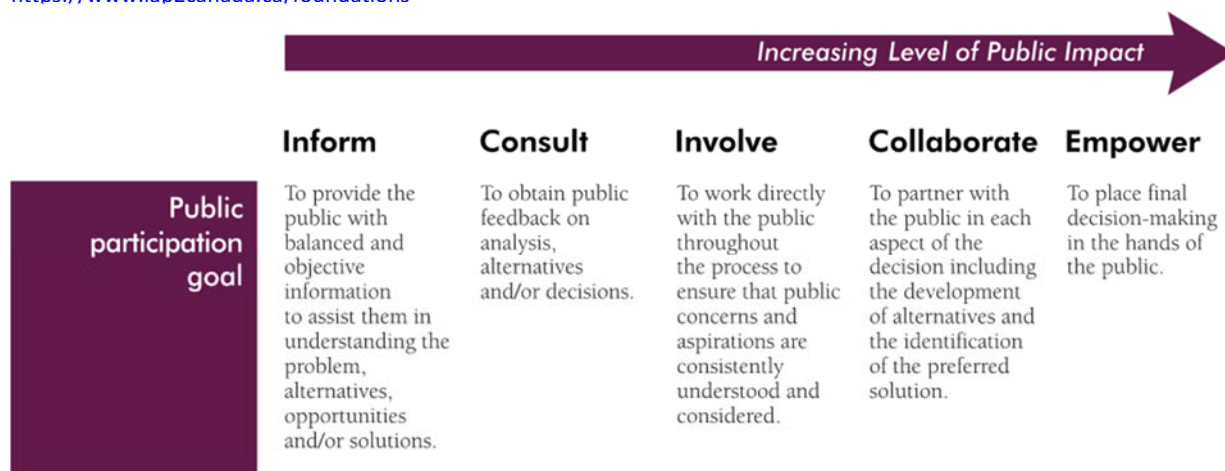 Increasing Level of Public Impact
Inform
To provide the
public with
balanced and
objective
information
to assist them in
understanding the
problem,
alternatives,
opportunities
and/or solutions.
Consult
To obtain public
feedback on
analysis,
alternatives
and/or decisions.
Involve
To work directly
with the public
throughout
the process to
ensure that public
concerns and
aspirations are
consistently
understood and
considered.
Collaborate
To partner with
the public in each
aspect of the
decision including
the development
of alternatives and
the identification
of the preferred
solution.
Empower
To place final
decision-making
in the hands of
the public.
Public
participation
goal